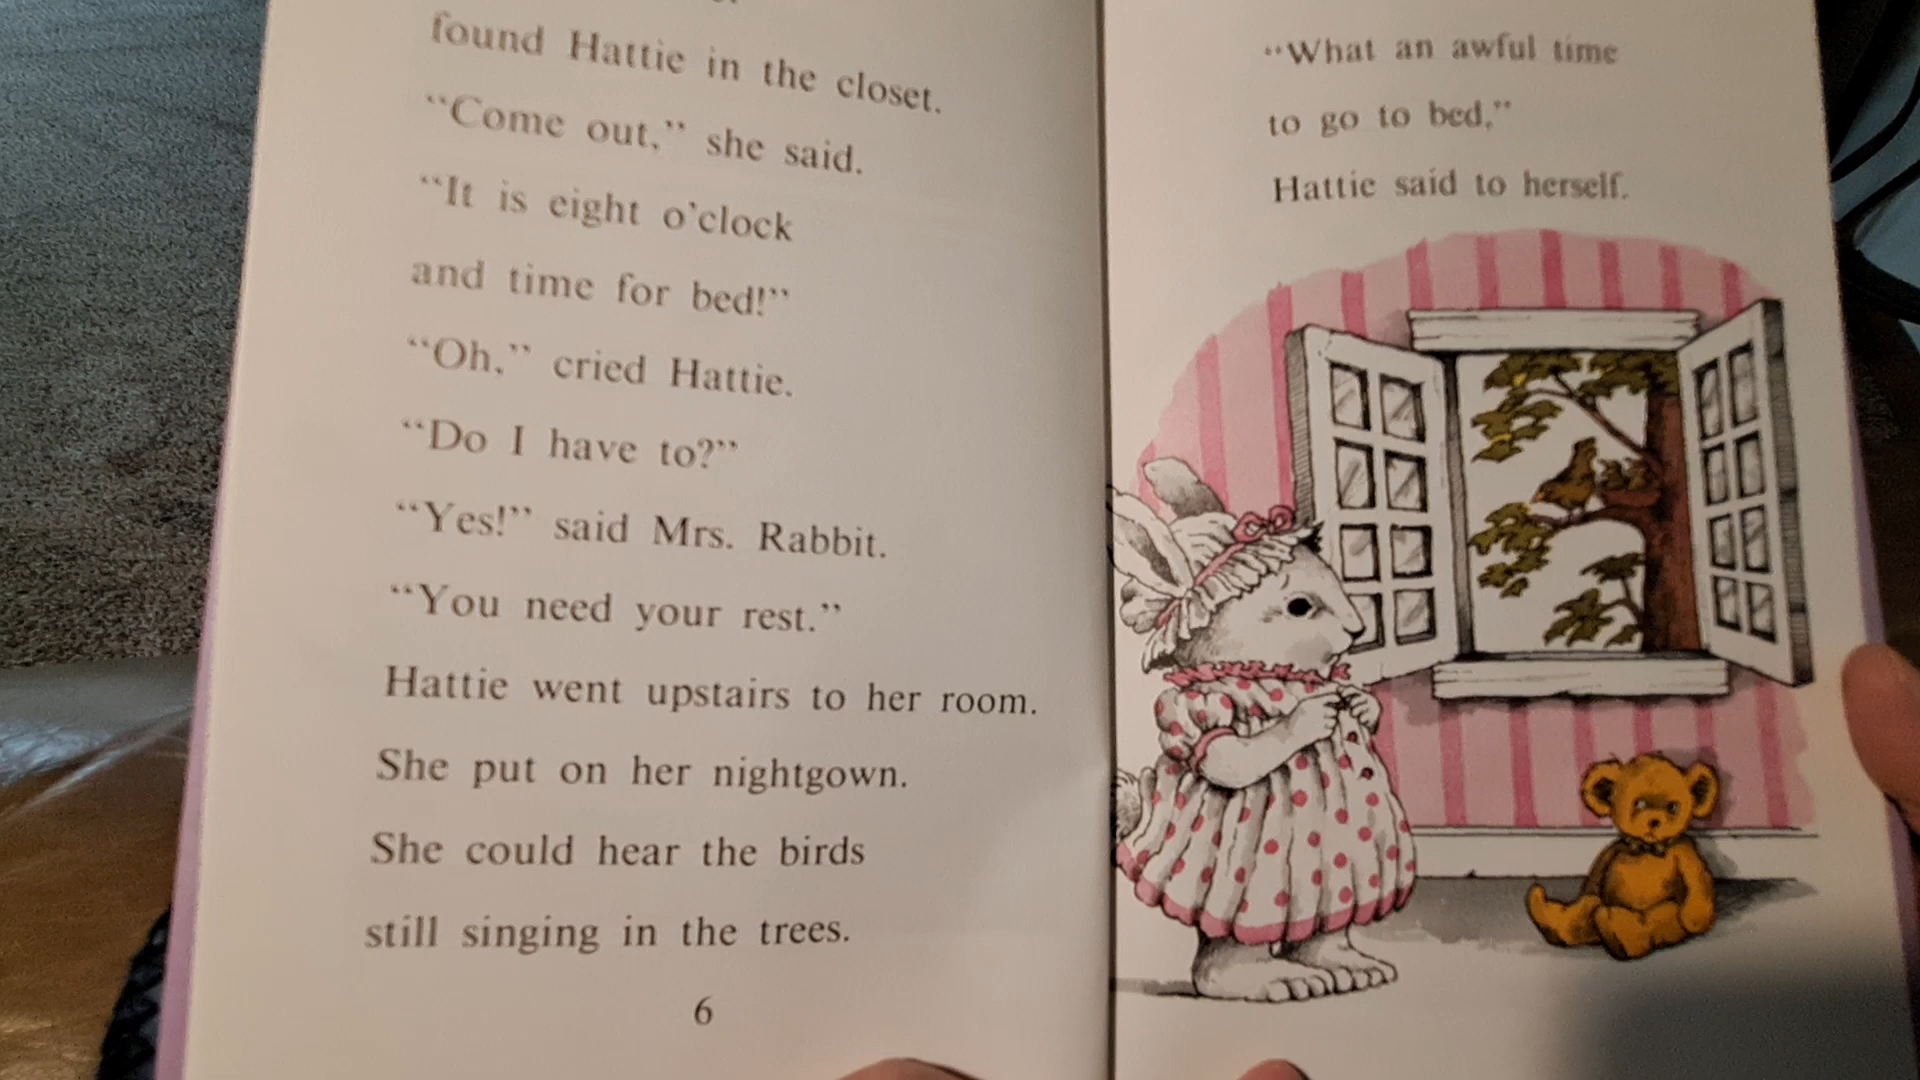 found Hattie in the closet.
“Come out,” she said.
“It is eight o’clock
and time for bed!”
“Oh,” cried Hattie.
“Do I have to?”
“Yes!” said Mrs. Rabbit.
“You need your rest.”
Hattie went upstairs to her room.
She put on her nightgown.
She could hear the birds
still singing in the trees.
6
“What an awful time
to go to bed,”
Hattie said to herself.